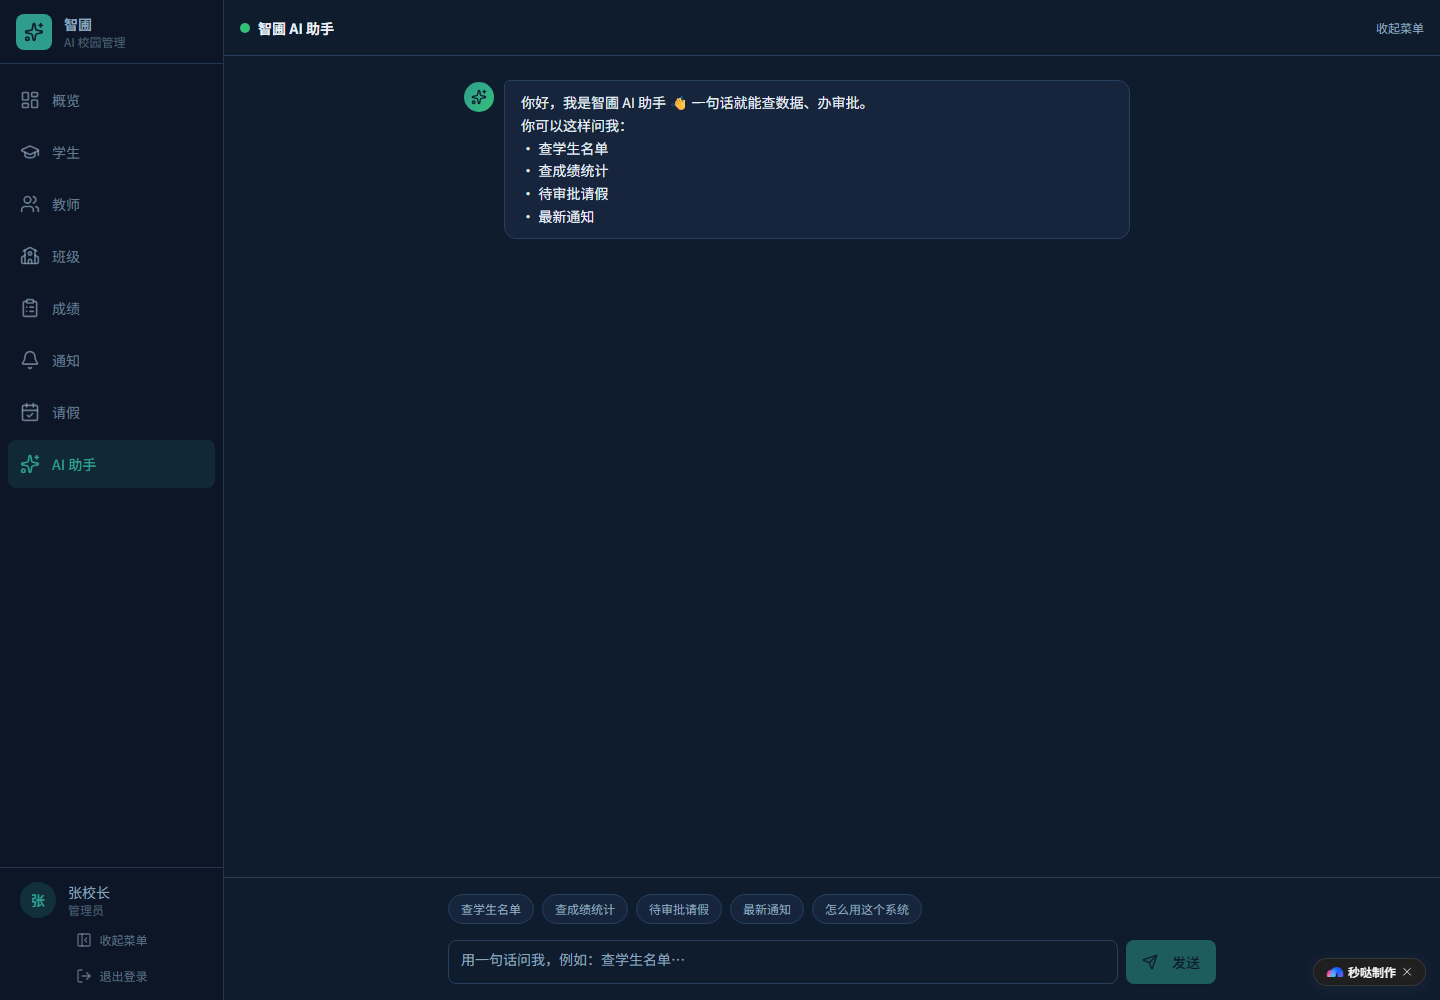 智圃
AI 校园管理
概览
学生
教师
班级
成绩
通知
请假
AI 助手
张
张校长
管理员
收起菜单
退出登录
智圃 AI 助手
收起菜单
你好，我是智圃 AI 助手 👋 一句话就能查数据、办审批。
你可以这样问我：
• 查学生名单
• 查成绩统计
• 待审批请假
• 最新通知
查学生名单 查成绩统计 待审批请假 最新通知 怎么用这个系统
用一句话问我，例如：查学生名单…
发送
秒哒制作